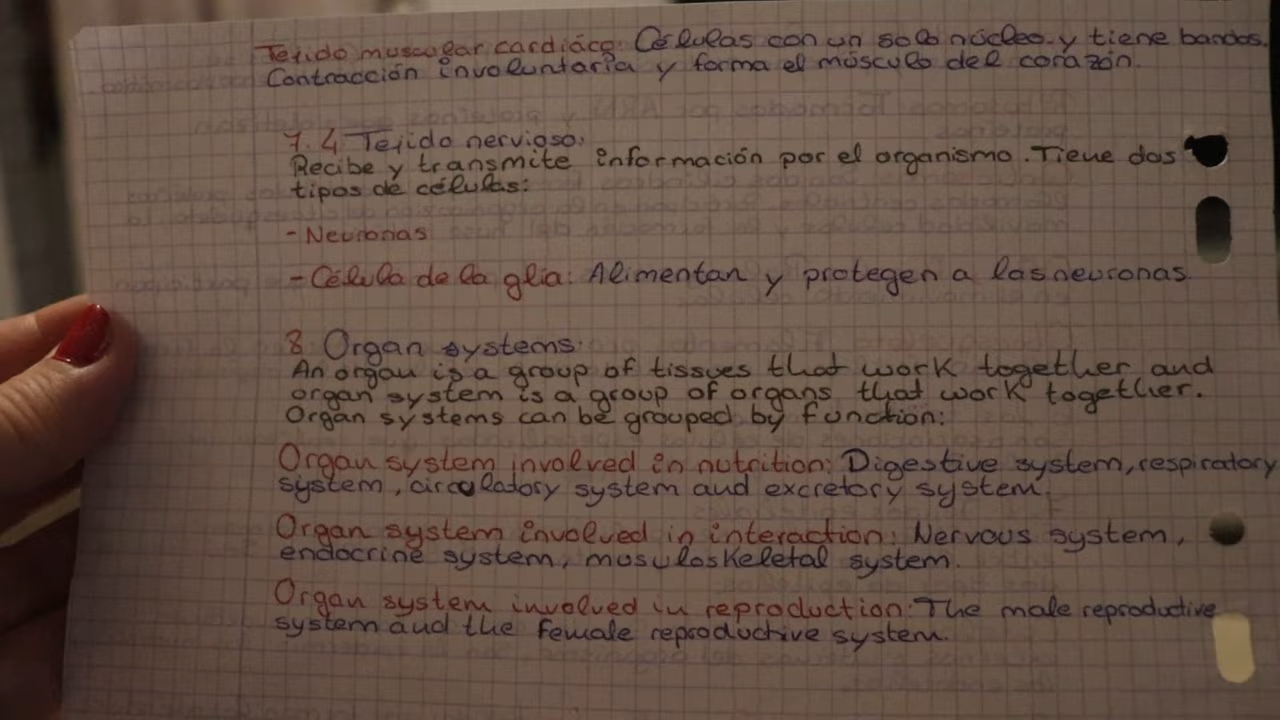 Tejido muscular cardiáco: Células con un solo núcleo y tiene bandas.
Contracción involuntaria y forma el músculo del corazón.
7.4 Tejido nervioso:
Recibe y transmite información por el organismo. Tiene dos
tipos de células:
- Neuronas
- Célula de la glia: Alimentan y protegen a las neuronas
8 Organ systems:
An organ is a group of tissues that work together and
organ system is a group of organs that work together.
Organ systems can be grouped by function:
Organ system involved in nutrition: Digestive system, respiratory
system, circulatory system and excretory system.
Organ system involved in interaction: Nervous system,
endocrine system, musculoskeletal system.
Organ system involved in reproduction: The male reproductive
system and the female reproductive system.